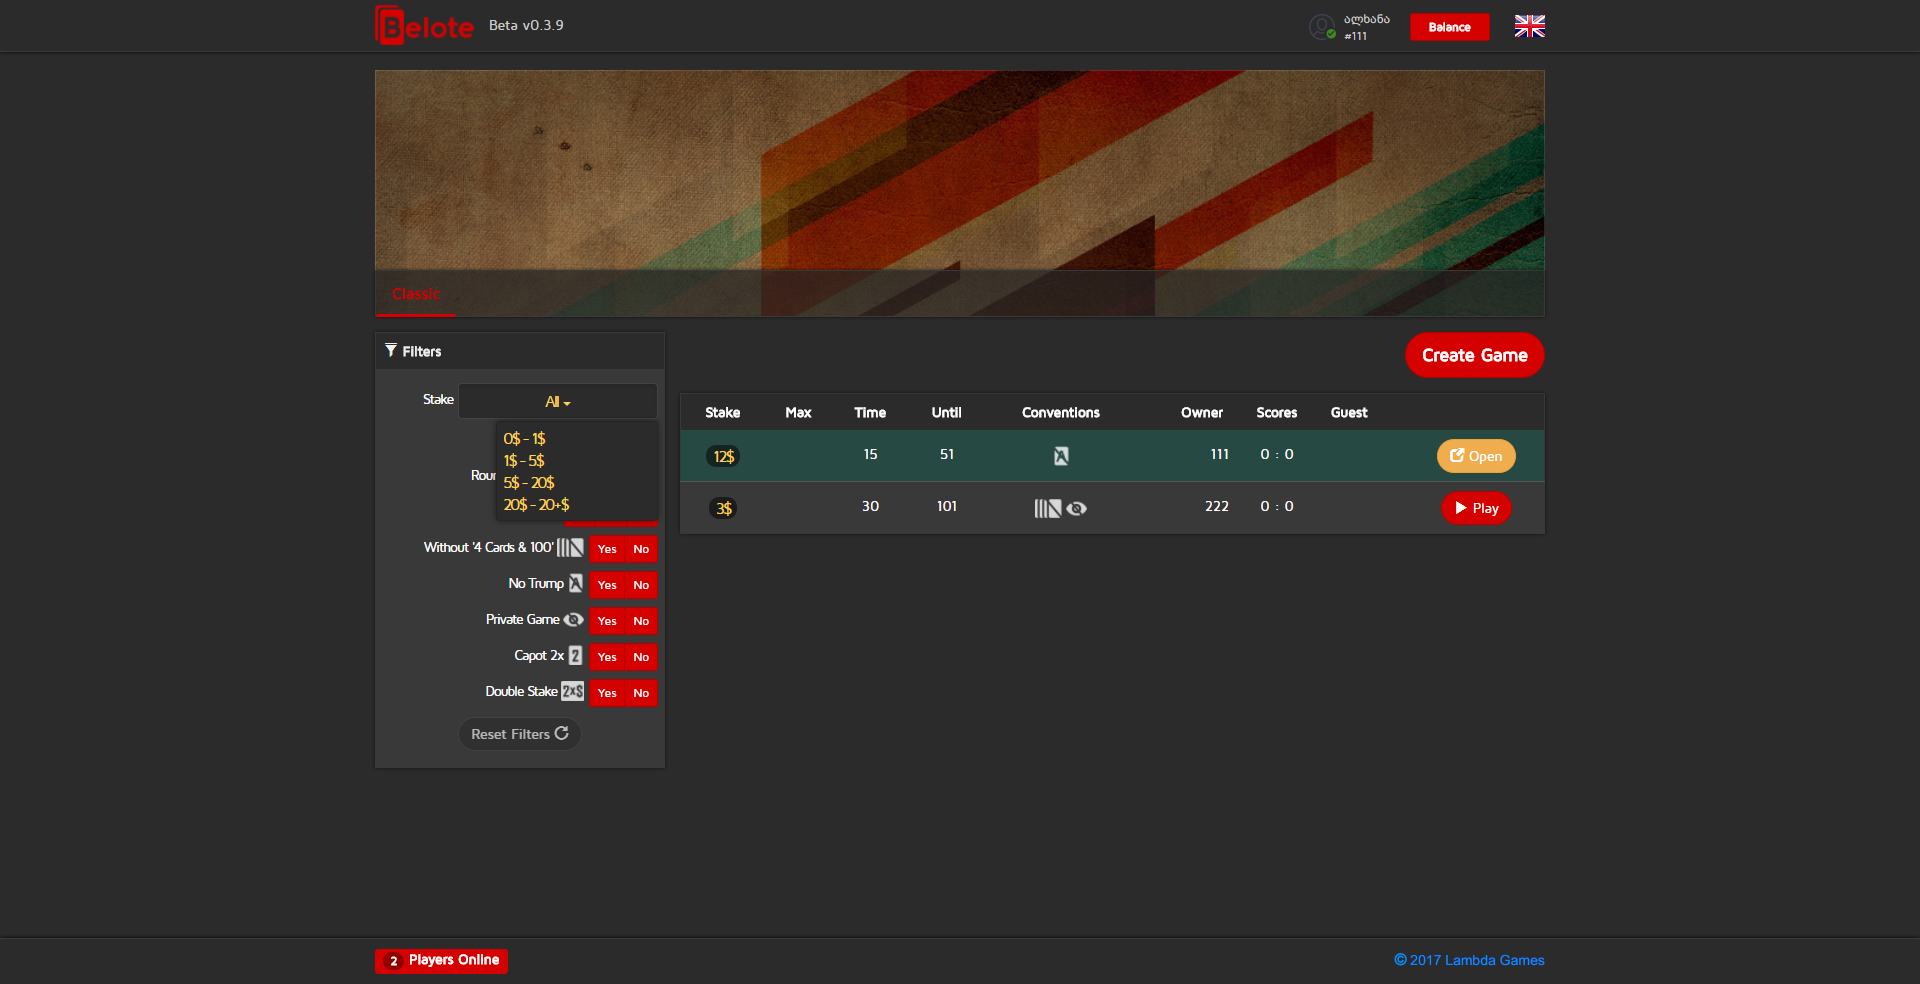 Belote Beta v0.3.9
ალხანა
#111
Balance
Classic
Filters
Create Game
Stake All
0$ - 1$
1$ - 5$
5$ - 20$
20$ - 20+$
Without '4 Cards & 100' Yes No
No Trump A Yes No
Private Game Yes No
Capot 2x 2 Yes No
Double Stake 2x$ Yes No
Reset Filters
Stake Max Time Until Conventions Owner Scores Guest
12$ 15 51 A 111 0 : 0 Open
3$ 30 101 222 0 : 0 Play
2 Players Online
© 2017 Lambda Games